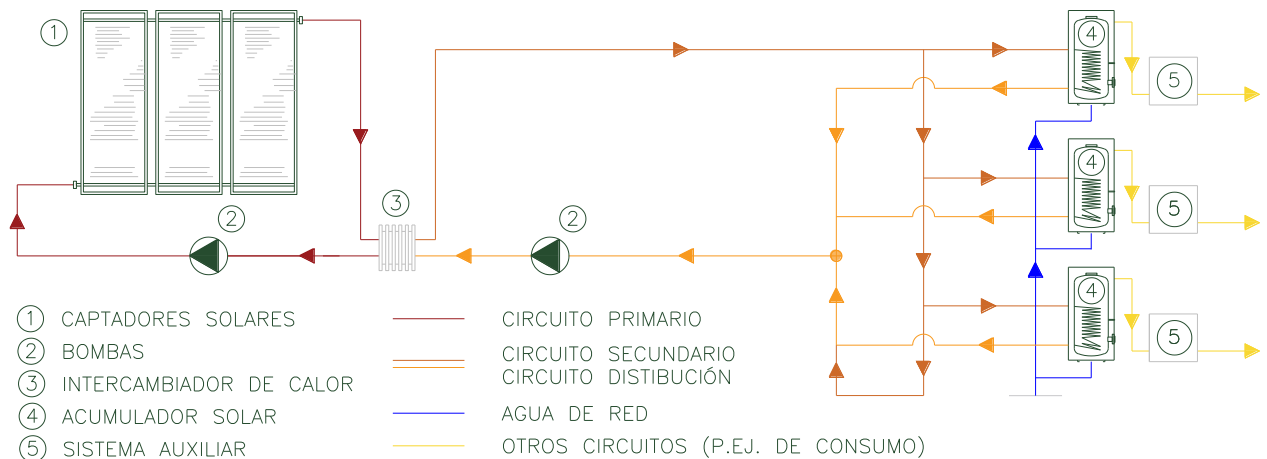 1
2
3
2
4
5
4
5
4
5
1 CAPTADORES SOLARES
2 BOMBAS
3 INTERCAMBIADOR DE CALOR
4 ACUMULADOR SOLAR
5 SISTEMA AUXILIAR
CIRCUITO PRIMARIO
CIRCUITO SECUNDARIO
CIRCUITO DISTIBUCIÓN
AGUA DE RED
OTROS CIRCUITOS (P.EJ. DE CONSUMO)